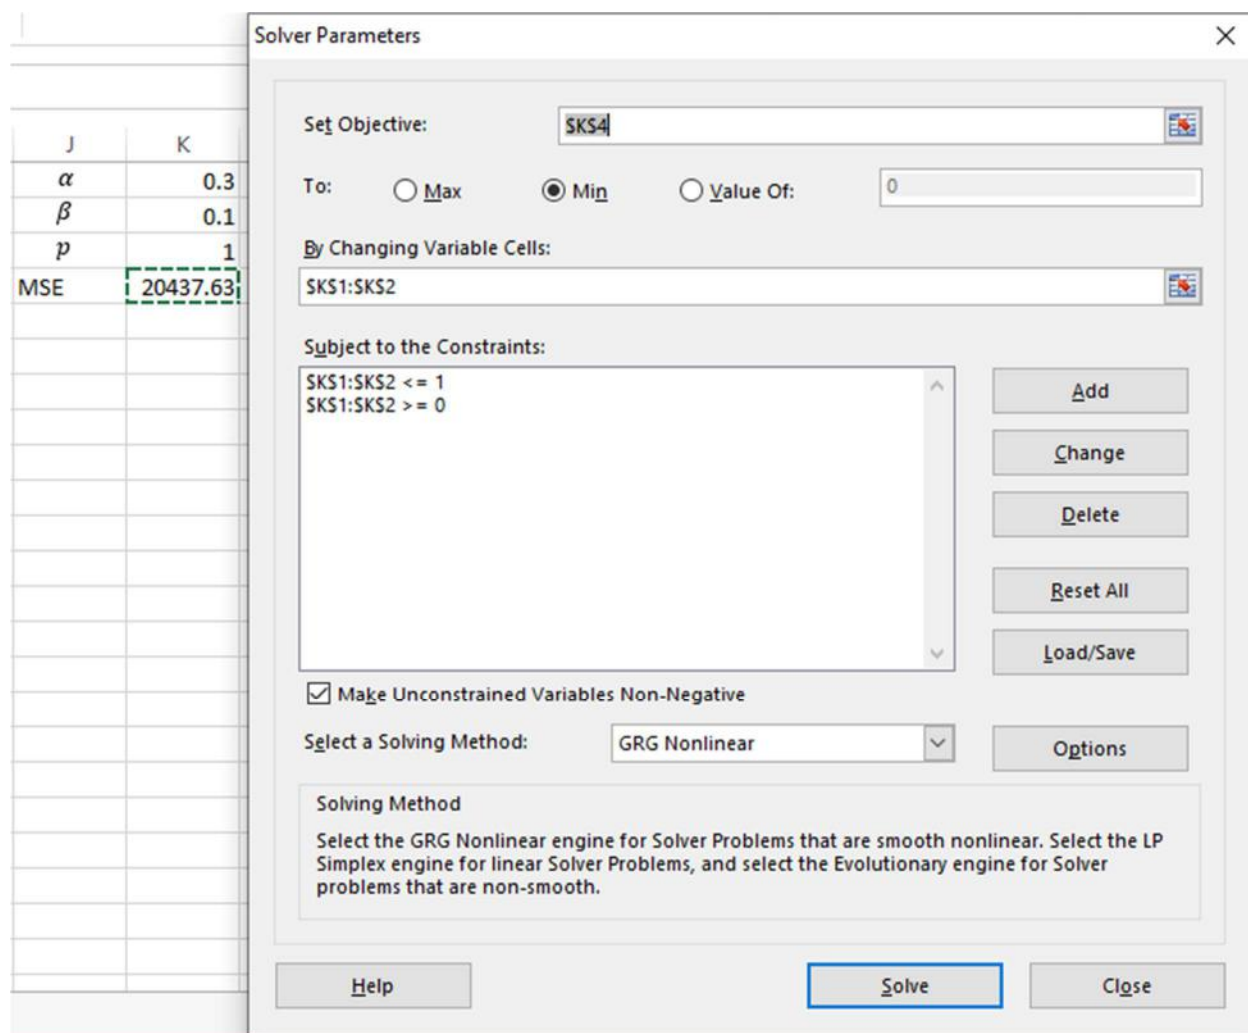 Solver Parameters
J K
α 0.3
β 0.1
p 1
MSE 20437.63
Set Objective: $K$4
To: Max Min Value Of: 0
By Changing Variable Cells:
$K$1:$K$2
Subject to the Constraints:
$K$1:$K$2 <= 1
$K$1:$K$2 >= 0
Add
Change
Delete
Reset All
Load/Save
Make Unconstrained Variables Non-Negative
Select a Solving Method: GRG Nonlinear Options
Solving Method
Select the GRG Nonlinear engine for Solver Problems that are smooth nonlinear. Select the LP
Simplex engine for linear Solver Problems, and select the Evolutionary engine for Solver
problems that are non-smooth.
Help Solve Close